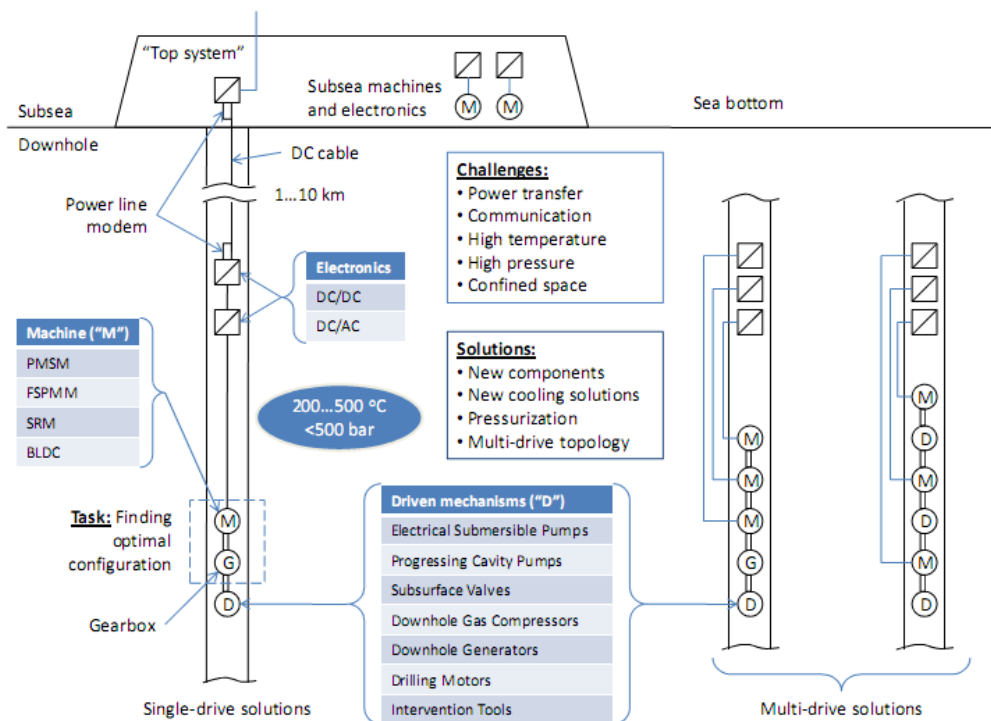 “Top system”
Subsea machines
and electronics
M
M
Subsea
Sea bottom
Downhole
DC cable
1...10 km
Power line
modem
Electronics
DC/DC
DC/AC
Challenges:
• Power transfer
• Communication
• High temperature
• High pressure
• Confined space
Machine (“M”)
PMSM
FSPMM
SRM
BLDC
Solutions:
• New components
• New cooling solutions
• Pressurization
• Multi-drive topology
200...500 °C
<500 bar
Task: Finding
optimal
configuration
M
G
D
Gearbox
Driven mechanisms (“D”)
Electrical Submersible Pumps
Progressing Cavity Pumps
Subsurface Valves
Downhole Gas Compressors
Downhole Generators
Drilling Motors
Intervention Tools
M
M
M
G
D
M
D
M
D
M
D
Single-drive solutions
Multi-drive solutions